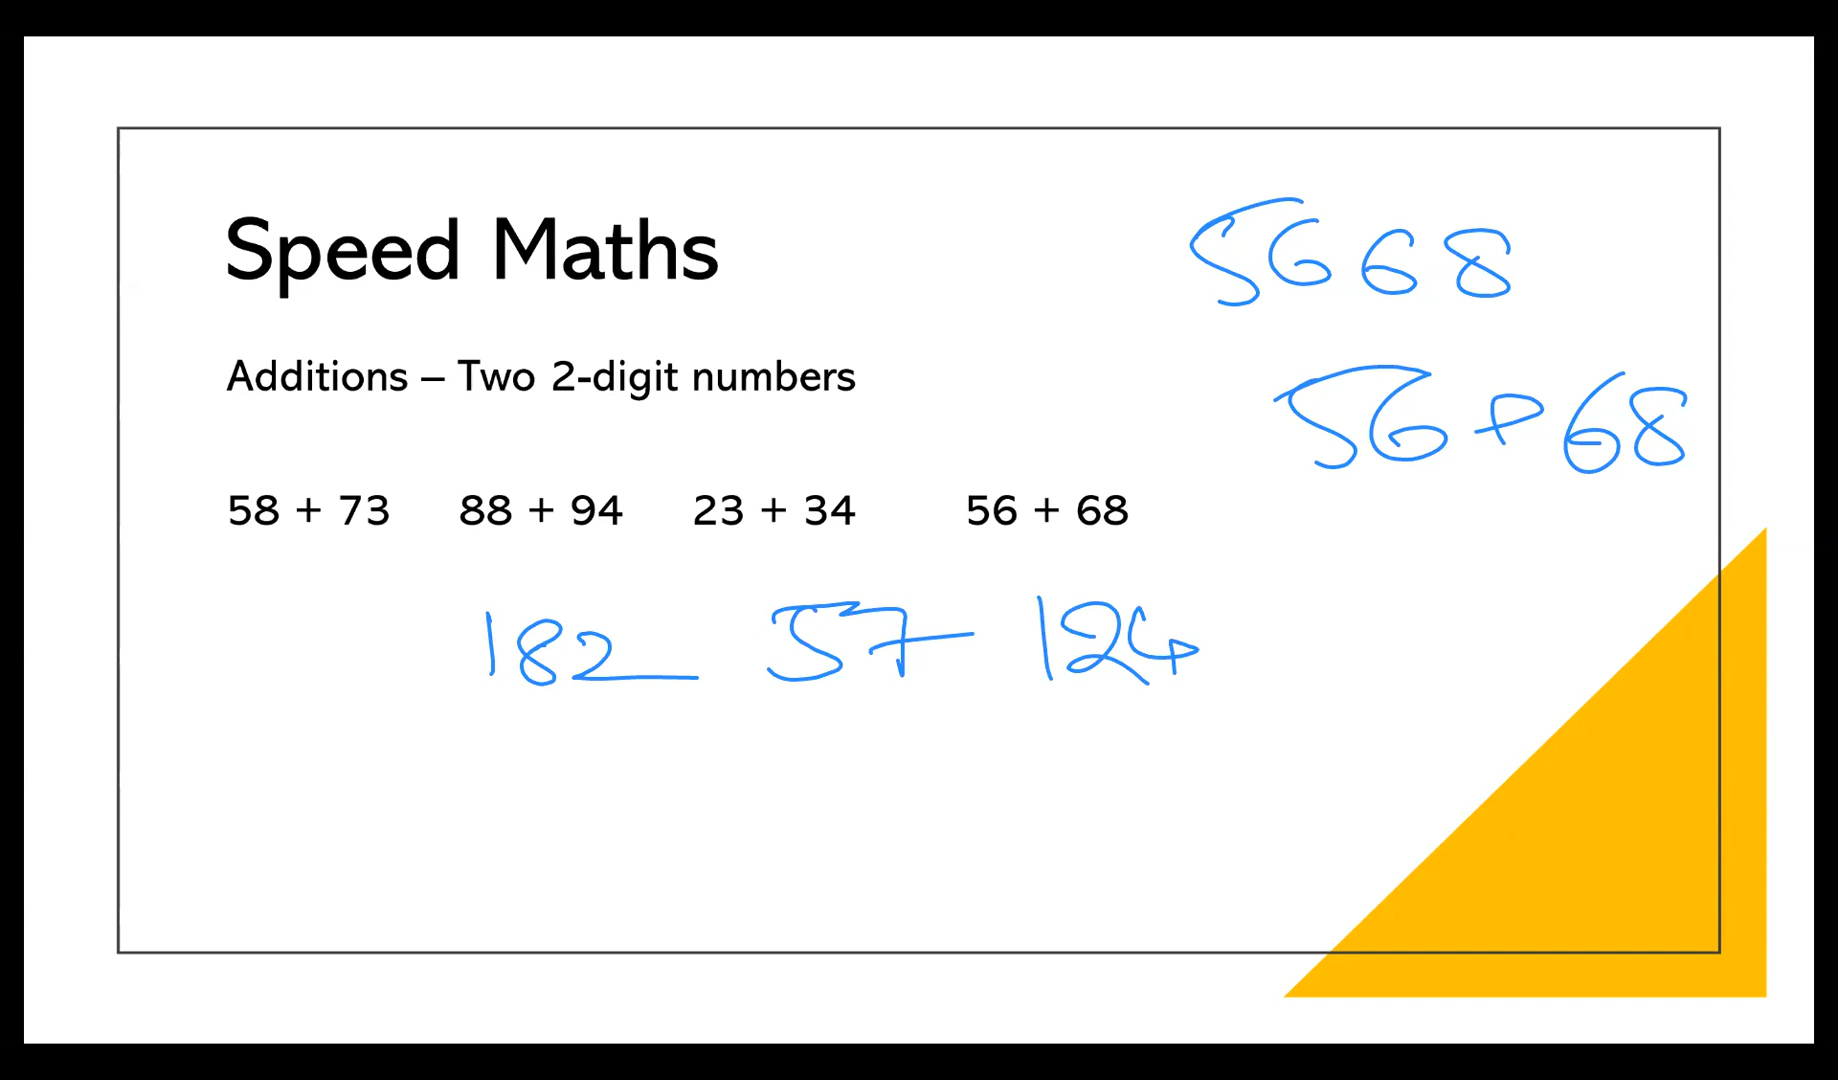 Speed Maths
5668
Additions – Two 2-digit numbers
56+68
58 + 73 88 + 94 23 + 34 56 + 68
182 57 124